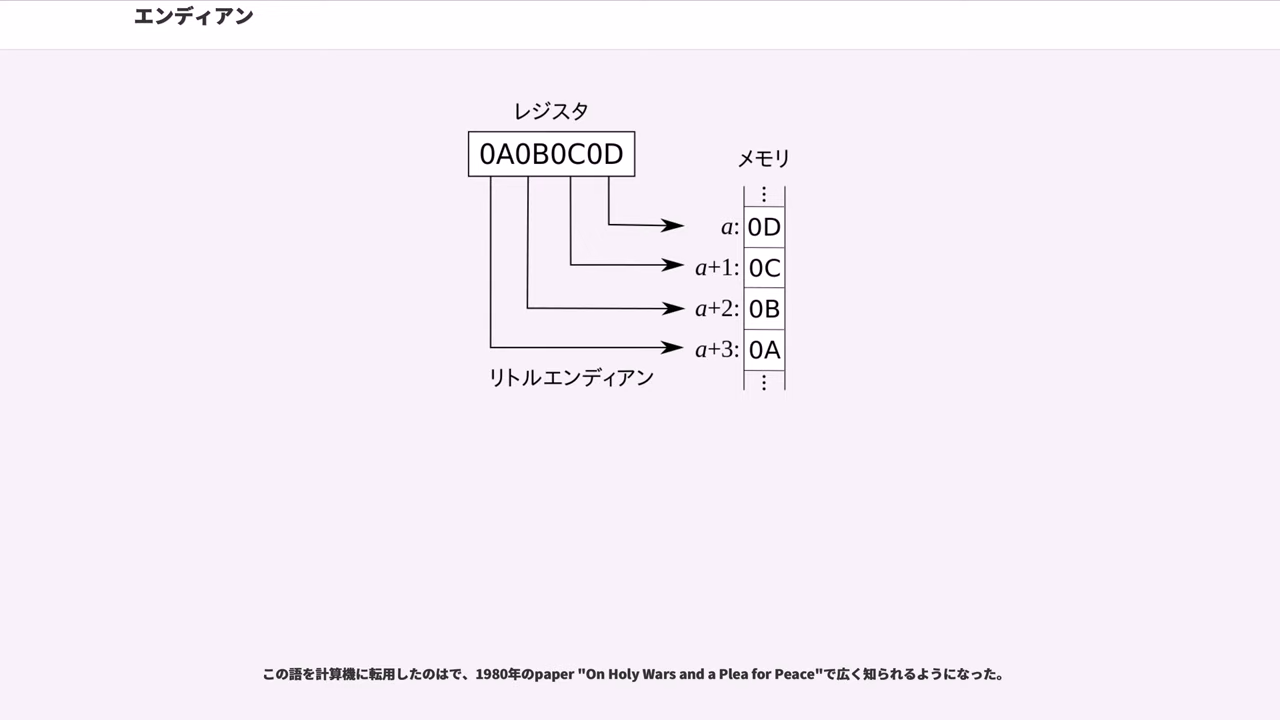 エンディアン
レジスタ
0A0B0C0D
メモリ
⋮
a: 0D
a+1: 0C
a+2: 0B
a+3: 0A
⋮
リトルエンディアン
この語を計算機に転用したのはで、1980年のpaper "On Holy Wars and a Plea for Peace"で広く知られるようになった。